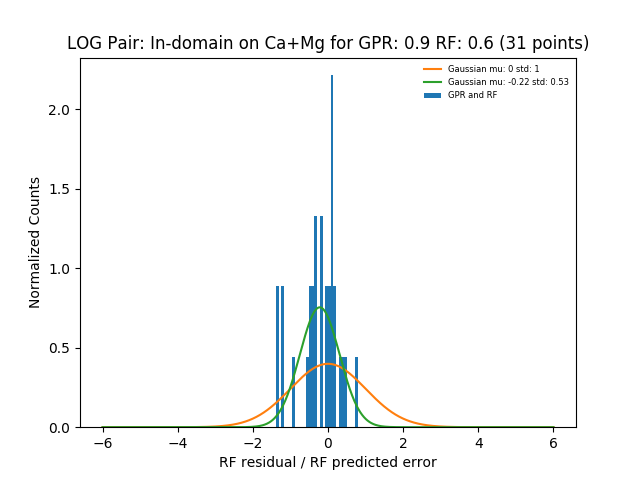 LOG Pair: In-domain on Ca+Mg for GPR: 0.9 RF: 0.6 (31 points)
Gaussian mu: 0 std: 1
Gaussian mu: -0.22 std: 0.53
GPR and RF
Normalized Counts
2.0
1.5
1.0
0.5
0.0
−6 −4 −2 0 2 4 6
RF residual / RF predicted error